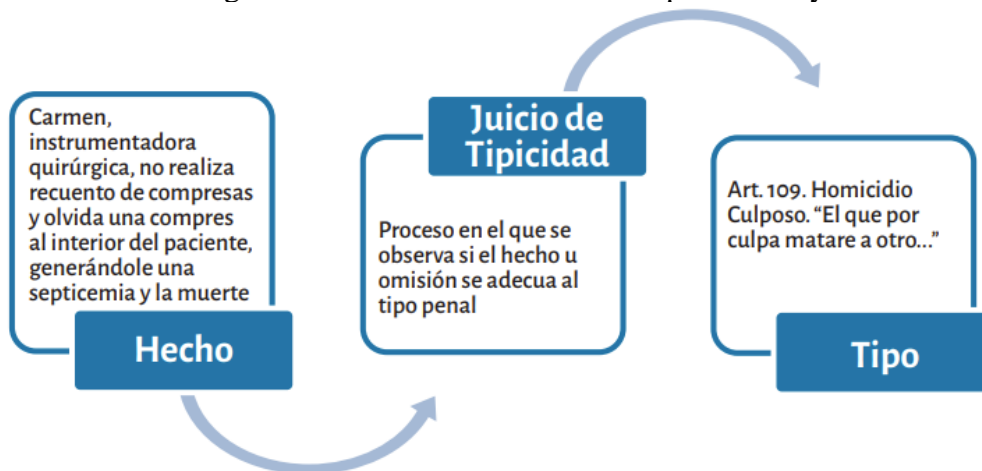 Carmen,
instrumentadora
quirúrgica, no realiza
recuento de compresas
y olvida una compres
al interior del paciente,
generándole una
septicemia y la muerte
Hecho
Juicio de
Tipicidad
Proceso en el que se
observa si el hecho u
omisión se adecua al
tipo penal
Art. 109. Homicidio
Culposo. “El que por
culpa matare a otro...”
Tipo